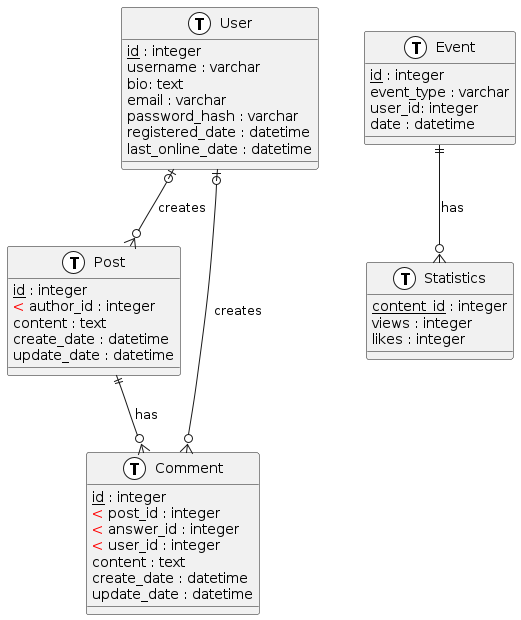 T User
id : integer
username : varchar
bio: text
email : varchar
password_hash : varchar
registered_date : datetime
last_online_date : datetime
T Event
id : integer
event_type : varchar
user_id: integer
date : datetime
creates
has
T Post
id : integer
< author_id : integer
content : text
create_date : datetime
update_date : datetime
T Statistics
content_id : integer
views : integer
likes : integer
creates
has
T Comment
id : integer
< post_id : integer
< answer_id : integer
< user_id : integer
content : text
create_date : datetime
update_date : datetime